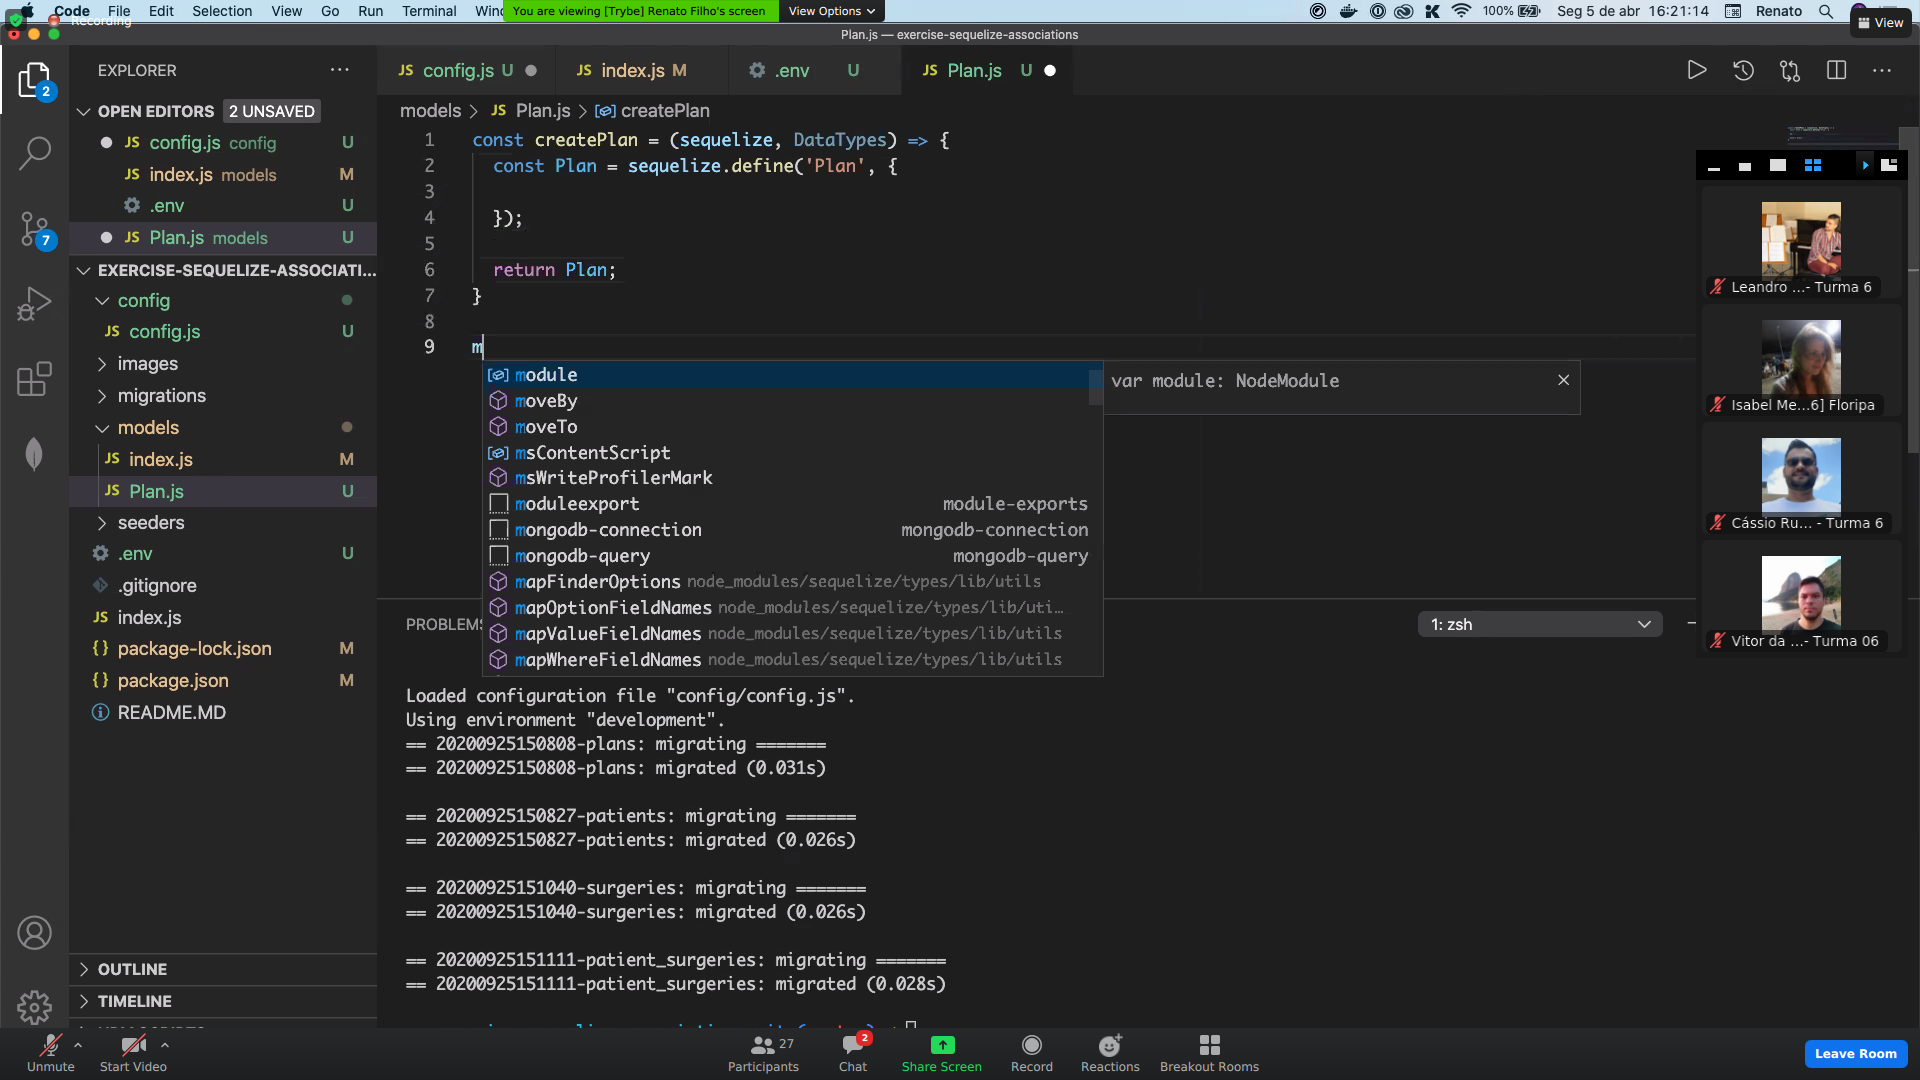 Code File Edit Selection View Go Run Terminal Wind
You are viewing [Trybe] Renato Filho's screen
View Options
100%
Seg 5 de abr 16:21:14
Renato
Recording
View
Plan.js — exercise-sequelize-associations
EXPLORER
config.js U
index.js M
.env U
Plan.js U
2
OPEN EDITORS 2 UNSAVED
JS config.js config U
JS index.js models M
.env U
JS Plan.js models U
7
EXERCISE-SEQUELIZE-ASSOCIATI...
config
JS config.js U
images
migrations
models
JS index.js M
JS Plan.js U
seeders
.env U
.gitignore
JS index.js
{} package-lock.json M
{} package.json M
README.MD
OUTLINE
TIMELINE
models > JS Plan.js > createPlan
1 const createPlan = (sequelize, DataTypes) => {
2 const Plan = sequelize.define('Plan', {
3
4 });
5
6 return Plan;
7 }
8
9 m
module
moveBy
moveTo
msContentScript
msWriteProfilerMark
moduleexport module-exports
mongodb-connection mongodb-connection
mongodb-query mongodb-query
mapFinderOptions node_modules/sequelize/types/lib/utils
mapOptionFieldNames node_modules/sequelize/types/lib/uti…
mapValueFieldNames node_modules/sequelize/types/lib/utils
mapWhereFieldNames node_modules/sequelize/types/lib/utils
var module: NodeModule
PROBLEMS
1: zsh
Loaded configuration file "config/config.js".
Using environment "development".
== 20200925150808-plans: migrating =======
== 20200925150808-plans: migrated (0.031s)
== 20200925150827-patients: migrating =======
== 20200925150827-patients: migrated (0.026s)
== 20200925151040-surgeries: migrating =======
== 20200925151040-surgeries: migrated (0.026s)
== 20200925151111-patient_surgeries: migrating =======
== 20200925151111-patient_surgeries: migrated (0.028s)
Leandro ...- Turma 6
Isabel Me...6] Floripa
Cássio Ru... - Turma 6
Vitor da ...- Turma 06
Unmute
Start Video
Participants 27
Chat 2
Share Screen
Record
Reactions
Breakout Rooms
Leave Room